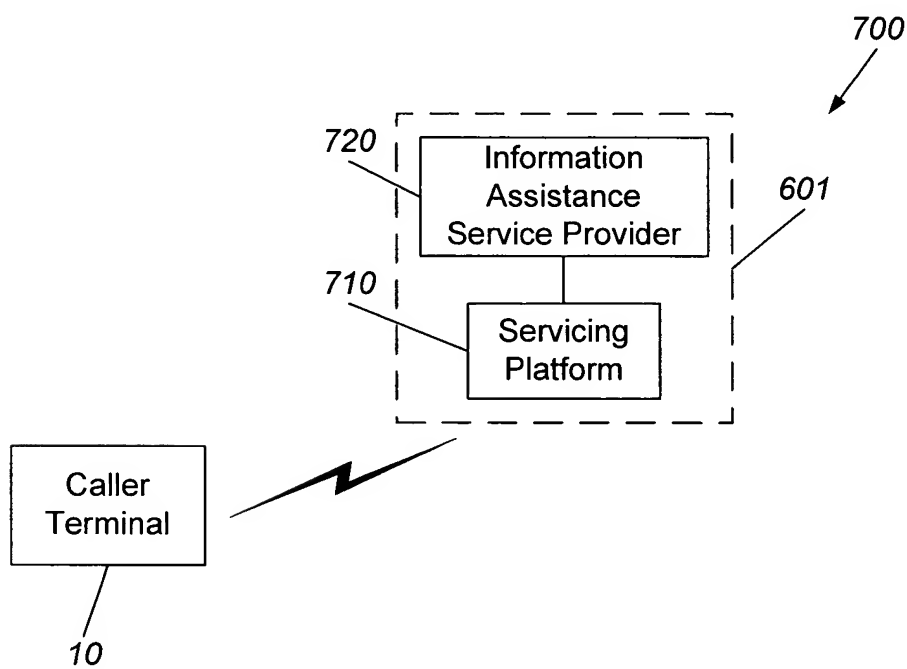 700
720
Information
Assistance
Service Provider
601
710
Servicing
Platform
Caller
Terminal
10